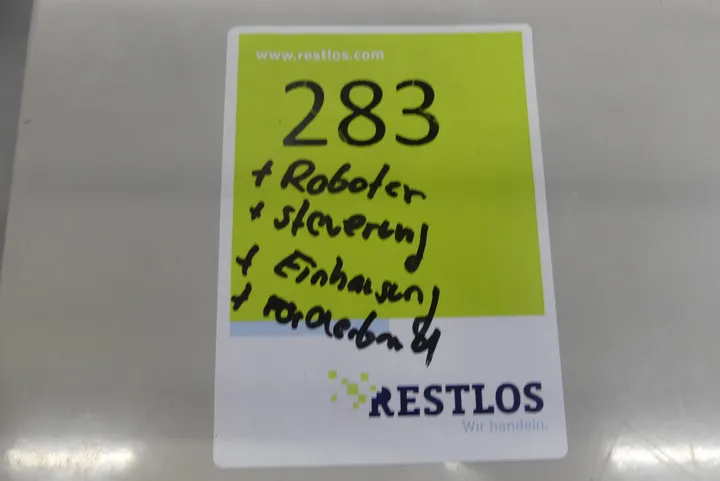 www.restlos.com
283
+ Roboter
+ Steuerung
+ Einhausung
+ Förderband
RESTLOS
Wir handeln.